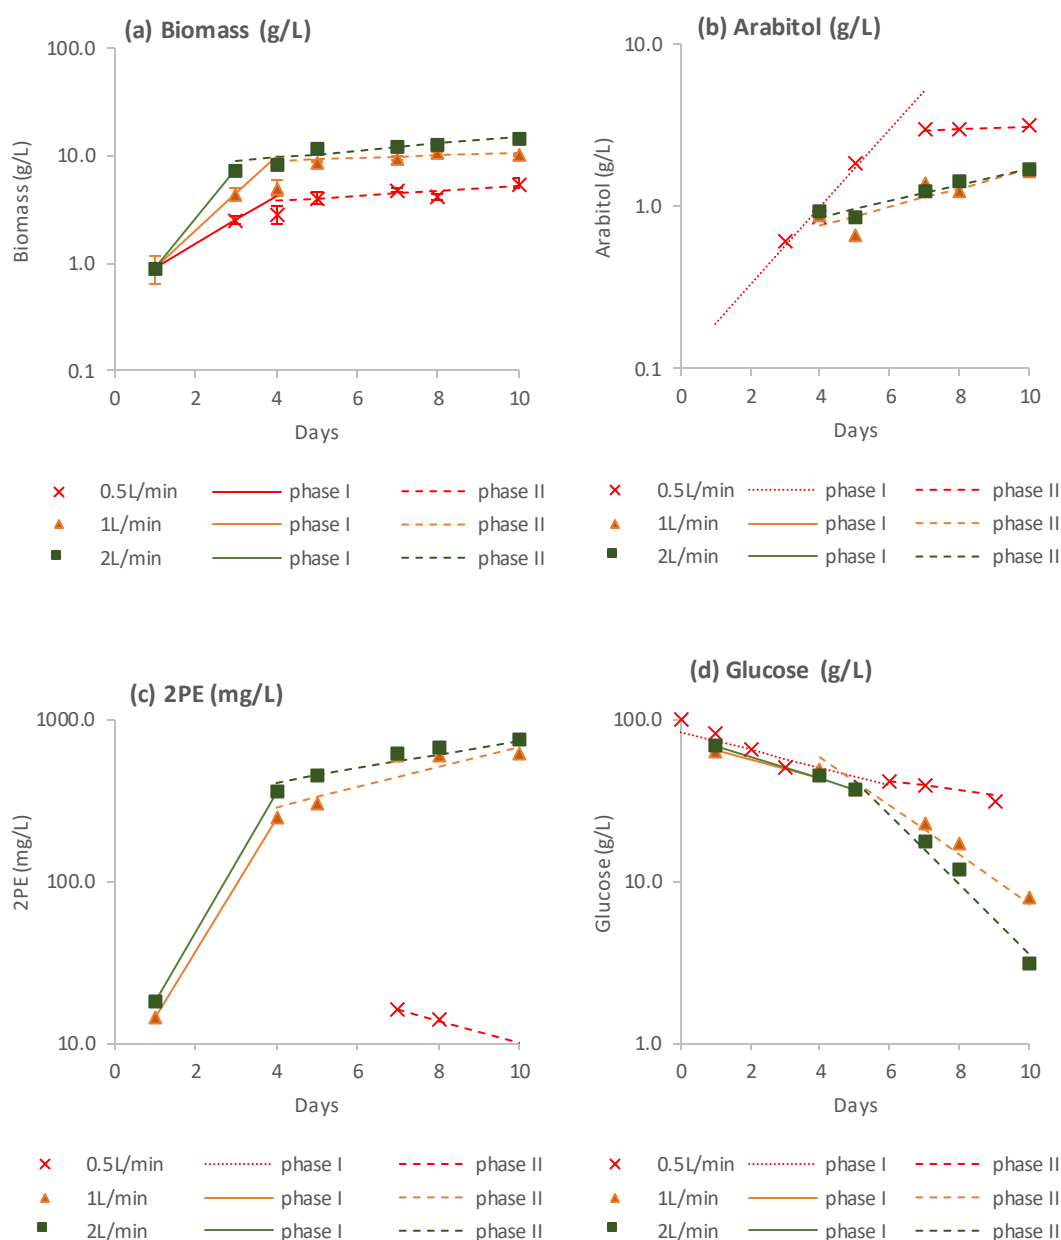 (a) Biomass (g/L)
100.0
10.0
1.0
0.1
Biomass (g/L)
0 2 4 6 8 10
Days
0.5L/min phase I phase II
1L/min phase I phase II
2L/min phase I phase II
(b) Arabitol (g/L)
10.0
1.0
0.1
Arabitol (g/L)
0 2 4 6 8 10
Days
0.5L/min phase I phase II
1L/min phase I phase II
2L/min phase I phase II
(c) 2PE (mg/L)
1000.0
100.0
10.0
2PE (mg/L)
0 2 4 6 8 10
Days
0.5L/min phase I phase II
1L/min phase I phase II
2L/min phase I phase II
(d) Glucose (g/L)
100.0
10.0
1.0
Glucose (g/L)
0 2 4 6 8 10
Days
0.5L/min phase I phase II
1L/min phase I phase II
2L/min phase I phase II